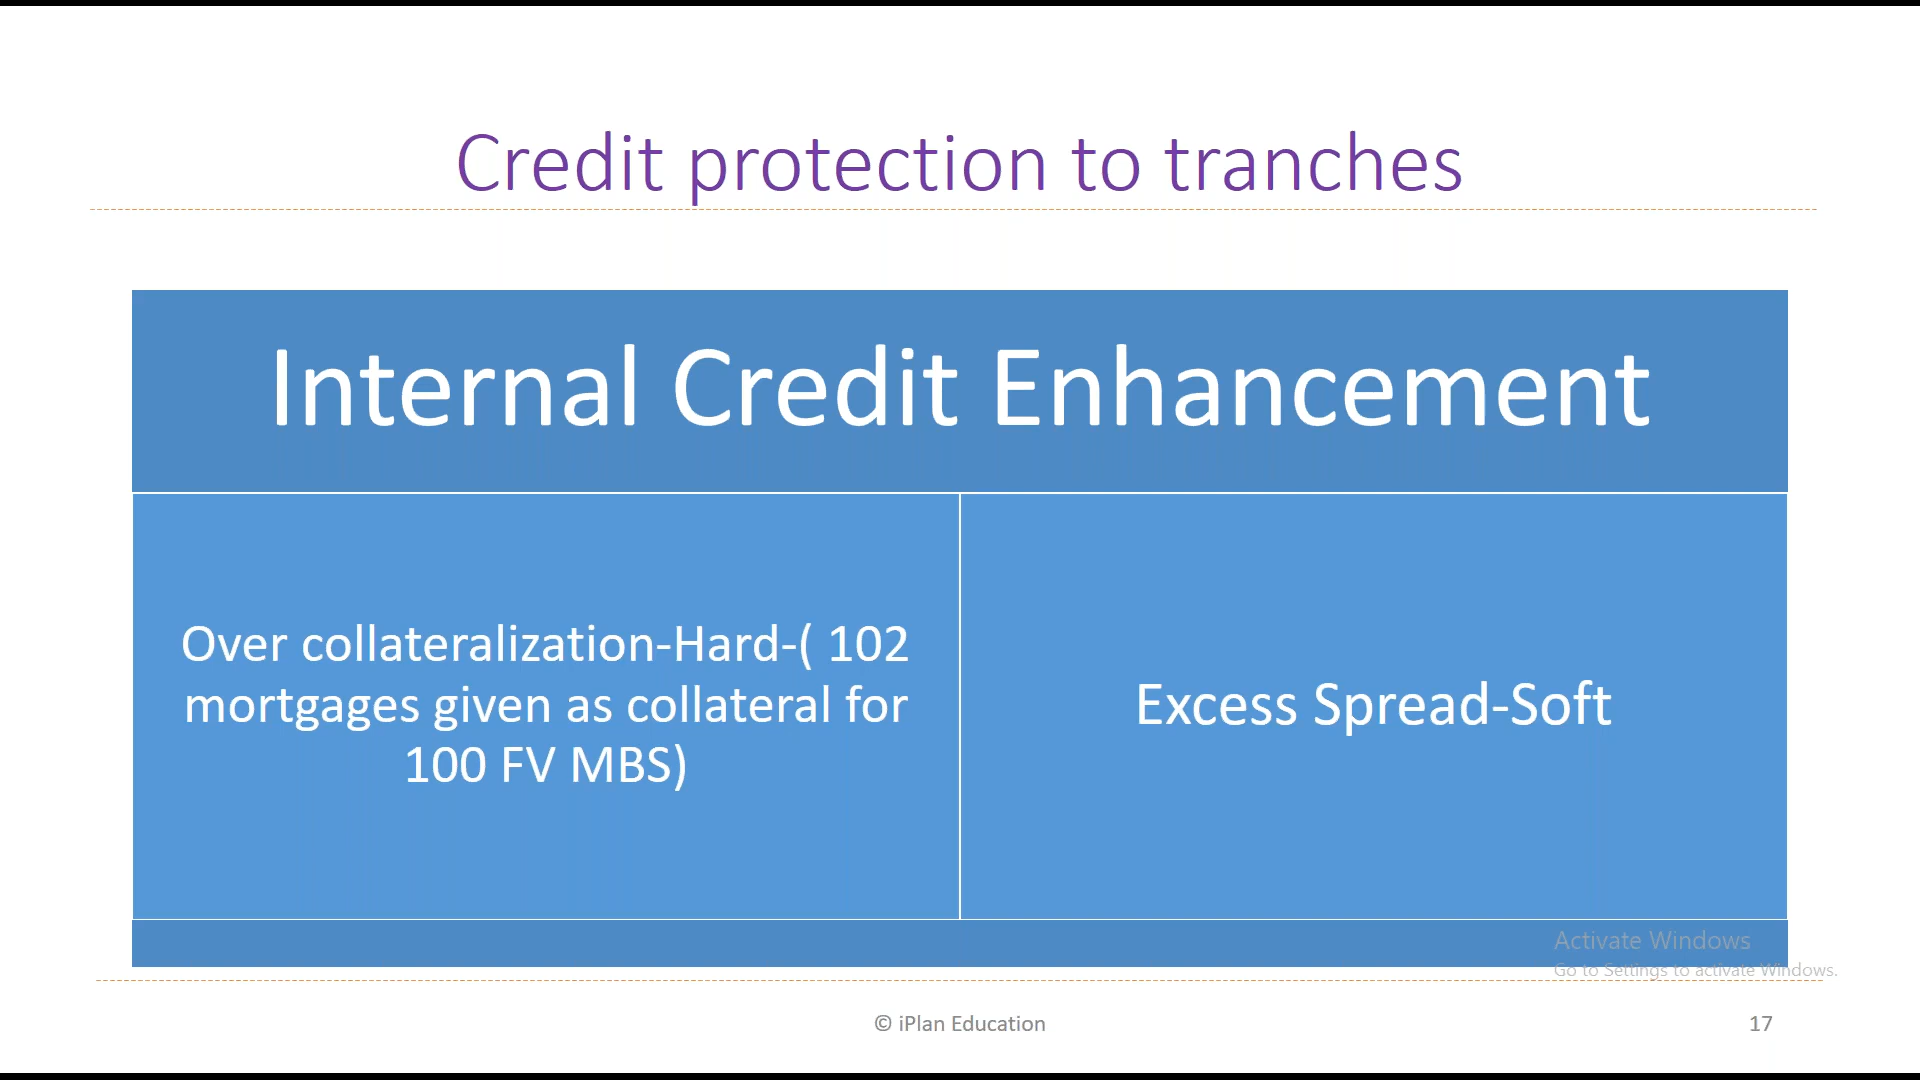 Credit protection to tranches
Internal Credit Enhancement
Over collateralization-Hard-( 102
mortgages given as collateral for
100 FV MBS)
Excess Spread-Soft
Activate Windows
Go to Settings to activate Windows.
© iPlan Education
17